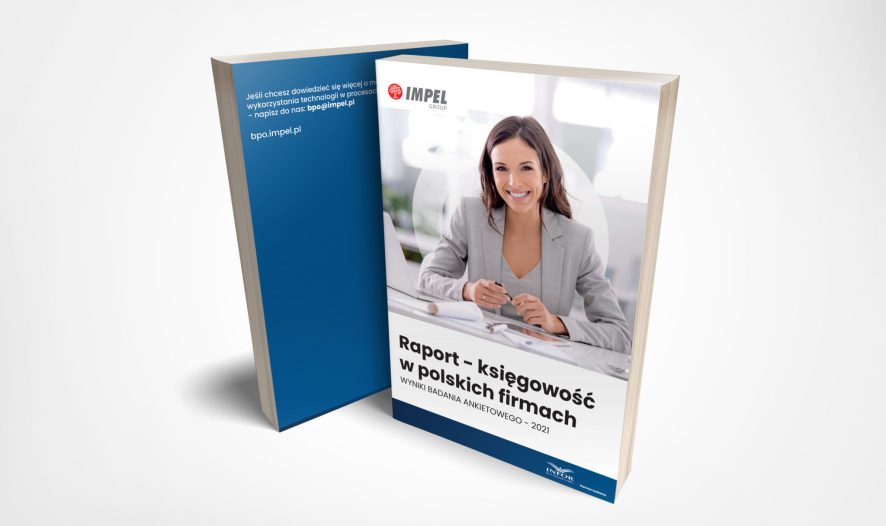 Jeśli chcesz dowiedzieć się więcej o
wykorzystania technologii w
- napisz do nas: bpo@impel.pl
bpo.impel.pl
IMPEL
GROUP
Raport - księgowość
w polskich firmach
WYNIKI BADANIA ANKIETOWEGO - 2021
INFOR